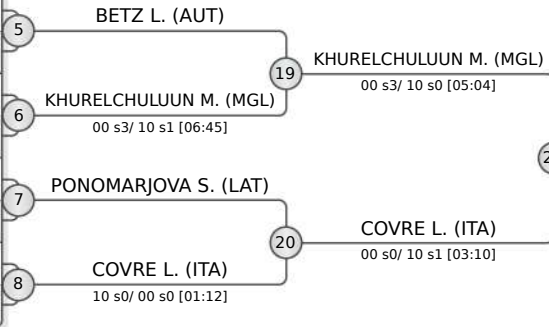 BETZ L. (AUT)
5
19
KHURELCHULUUN M. (MGL)
00 s3/ 10 s0 [05:04]
6
KHURELCHULUUN M. (MGL)
00 s3/ 10 s1 [06:45]
2
7
PONOMARJOVA S. (LAT)
20
COVRE L. (ITA)
00 s0/ 10 s1 [03:10]
8
COVRE L. (ITA)
10 s0/ 00 s0 [01:12]